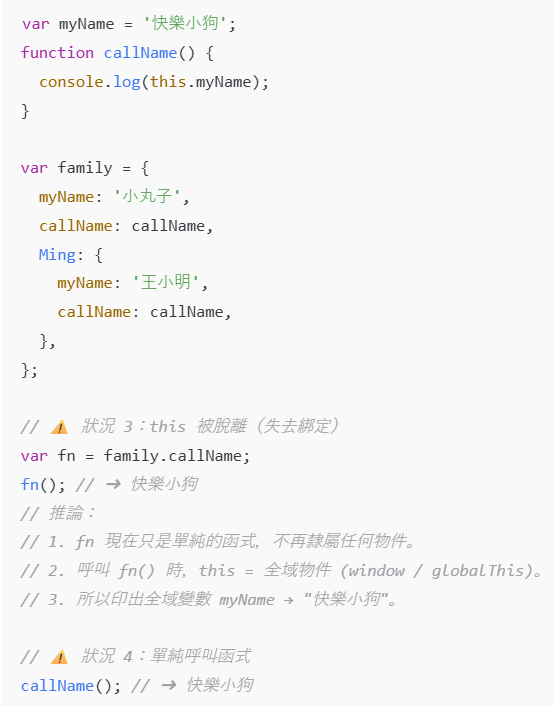 var myName = '快樂小狗';
function callName() {
  console.log(this.myName);
}

var family = {
  myName: '小丸子',
  callName: callName,
  Ming: {
    myName: '王小明',
    callName: callName,
  },
};

// ⚠️ 狀況 3：this 被脫離（失去綁定）
var fn = family.callName;
fn(); // ➜ 快樂小狗
// 推論：
// 1. fn 現在只是單純的函式，不再隸屬任何物件。
// 2. 呼叫 fn() 時，this = 全域物件 (window / globalThis)。
// 3. 所以印出全域變數 myName → "快樂小狗"。

// ⚠️ 狀況 4：單純呼叫函式
callName(); // ➜ 快樂小狗